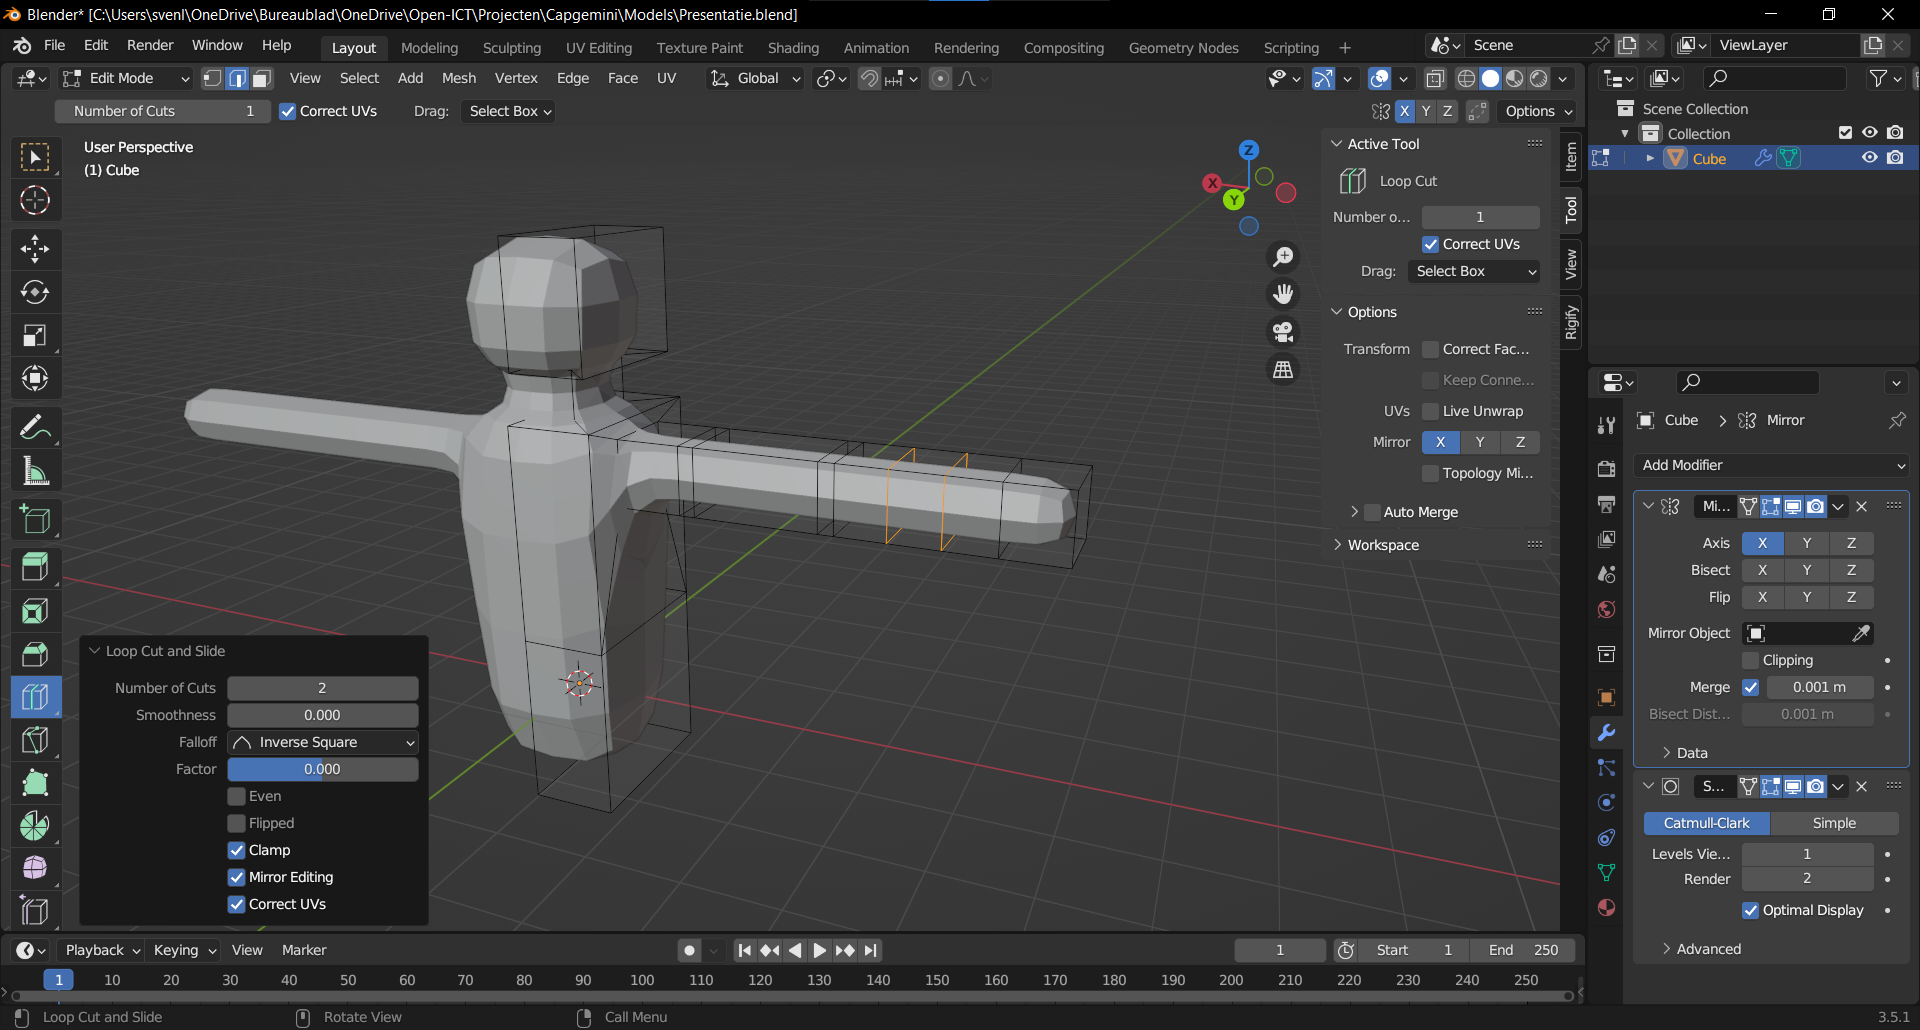 Blender* [C:\Users\svenl\OneDrive\Bureaublad\OneDrive\Open-ICT\Projecten\Capgemini\Models\Presentatie.blend]
File Edit Render Window Help Layout Modeling Sculpting UV Editing Texture Paint Shading Animation Rendering Compositing Geometry Nodes Scripting + Scene ViewLayer
Edit Mode View Select Add Mesh Vertex Edge Face UV Global
Number of Cuts 1 Correct UVs Drag: Select Box X Y Z Options
User Perspective
(1) Cube
Z
X
Y
Active Tool
Loop Cut
Number o... 1
Correct UVs
Drag: Select Box
Options
Transform Correct Fac...
Keep Conne...
UVs Live Unwrap
Mirror X Y Z
Topology Mi...
Auto Merge
Workspace
Item
Tool
View
Rigify
Scene Collection
Collection
Cube
Cube Mirror
Add Modifier
Mi...
Axis X Y Z
Bisect X Y Z
Flip X Y Z
Mirror Object
Clipping
Merge 0.001 m
Bisect Dist... 0.001 m
Data
S...
Catmull-Clark Simple
Levels Vie... 1
Render 2
Optimal Display
Advanced
Loop Cut and Slide
Number of Cuts 2
Smoothness 0.000
Falloff Inverse Square
Factor 0.000
Even
Flipped
Clamp
Mirror Editing
Correct UVs
Playback Keying View Marker 1 Start 1 End 250
1 10 20 30 40 50 60 70 80 90 100 110 120 130 140 150 160 170 180 190 200 210 220 230 240 250
Loop Cut and Slide Rotate View Call Menu 3.5.1